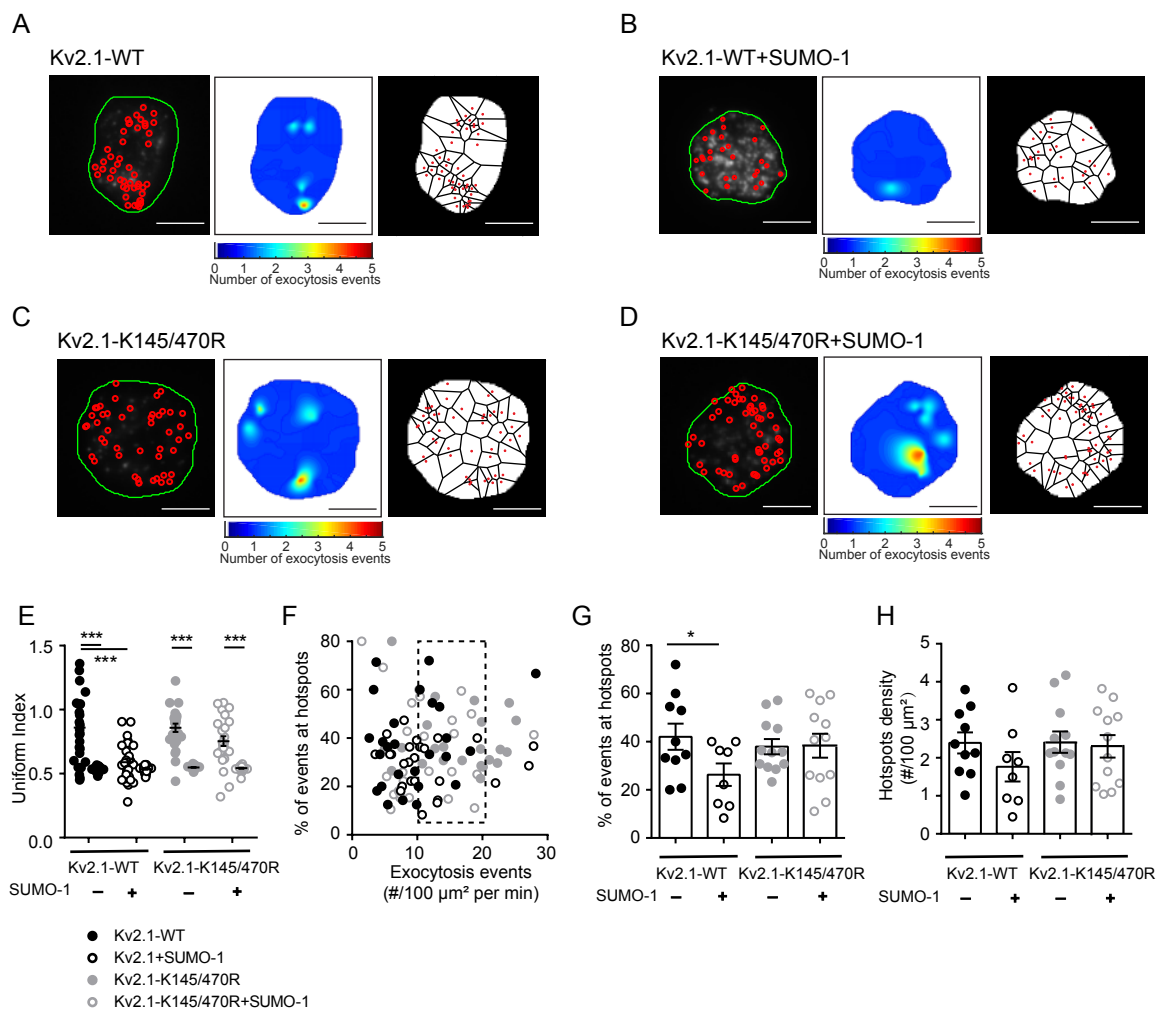 A
B
Kv2.1-WT
Kv2.1-WT+SUMO-1
0 1 2 3 4 5
Number of exocytosis events
0 1 2 3 4 5
Number of exocytosis events
C
D
Kv2.1-K145/470R
Kv2.1-K145/470R+SUMO-1
0 1 2 3 4 5
Number of exocytosis events
0 1 2 3 4 5
Number of exocytosis events
E
Uniform Index
1.5
1.0
0.5
0.0
***
***
***
***
Kv2.1-WT
Kv2.1-K145/470R
SUMO-1 − + − +
F
% of events at hotspots
80
60
40
20
0
0 10 20 30
Exocytosis events
(#/100 µm² per min)
G
% of events at hotspots
80
60
40
20
0
*
Kv2.1-WT
Kv2.1-K145/470R
SUMO-1 − + − +
H
Hotspots density
(#/100 µm²)
5
4
3
2
1
0
Kv2.1-WT
Kv2.1-K145/470R
SUMO-1 − + − +
Kv2.1-WT
Kv2.1+SUMO-1
Kv2.1-K145/470R
Kv2.1-K145/470R+SUMO-1